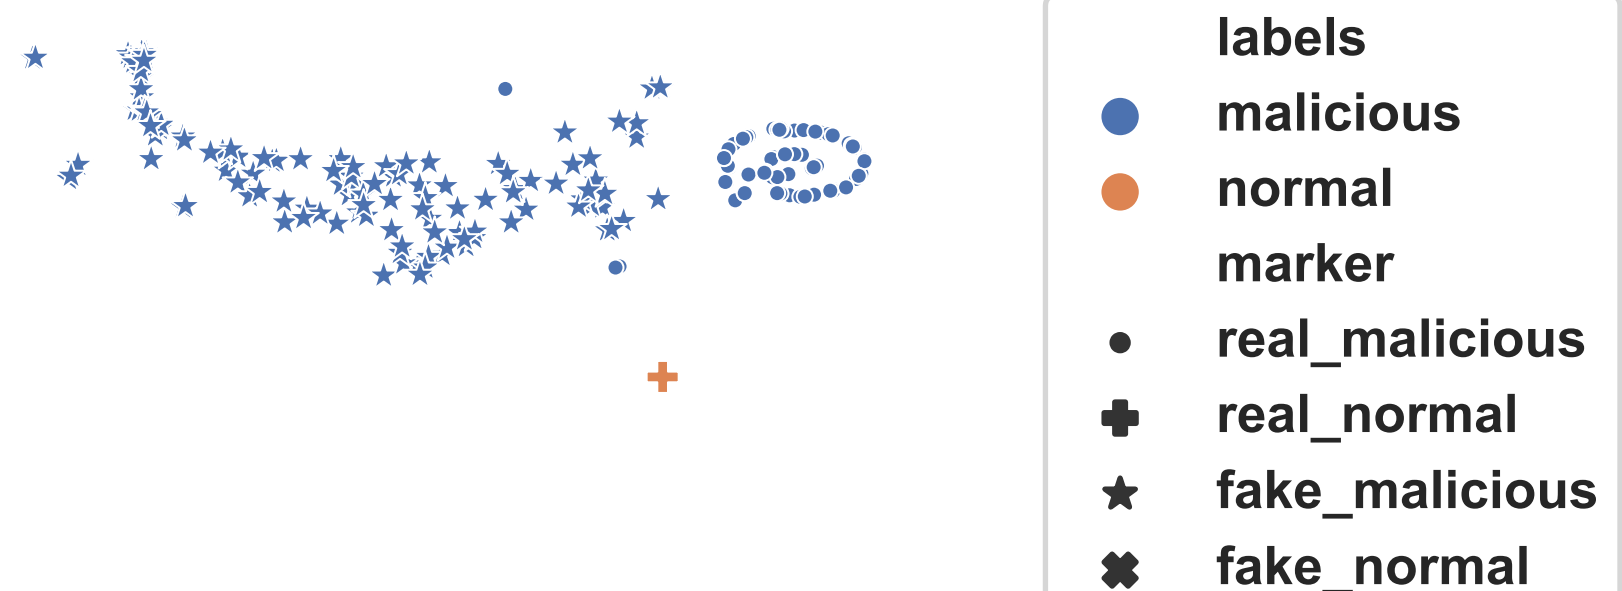 labels
malicious
normal
marker
real_malicious
real_normal
fake_malicious
fake_normal